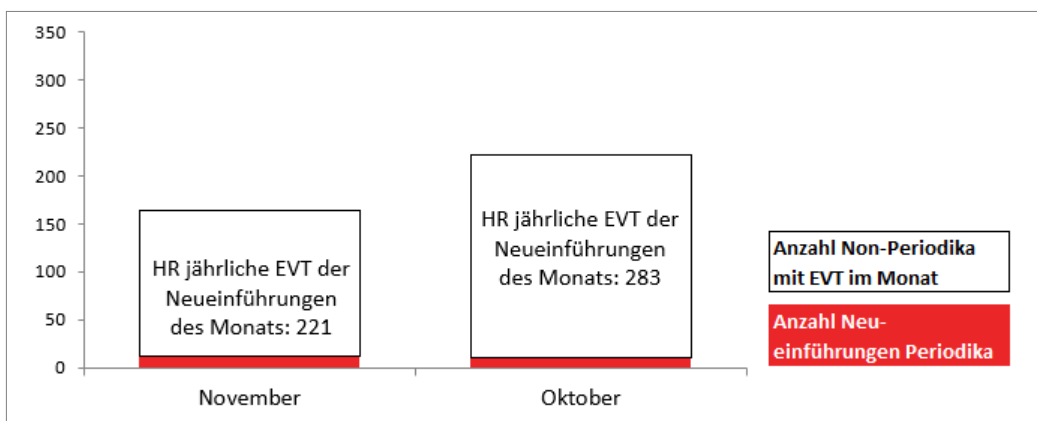 350
300
250
200
150
100
50
0
HR jährliche EVT der
Neueinführungen
des Monats: 221
HR jährliche EVT der
Neueinführungen
des Monats: 283
November
Oktober
Anzahl Non-Periodika
mit EVT im Monat
Anzahl Neu-
einführungen Periodika